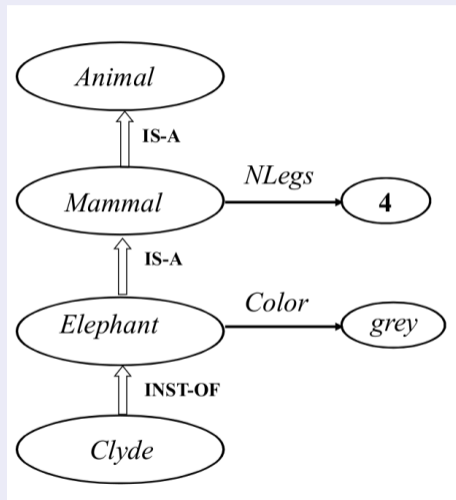 Animal
IS-A
NLegs
Mammal
4
IS-A
Color
Elephant
grey
INST-OF
Clyde